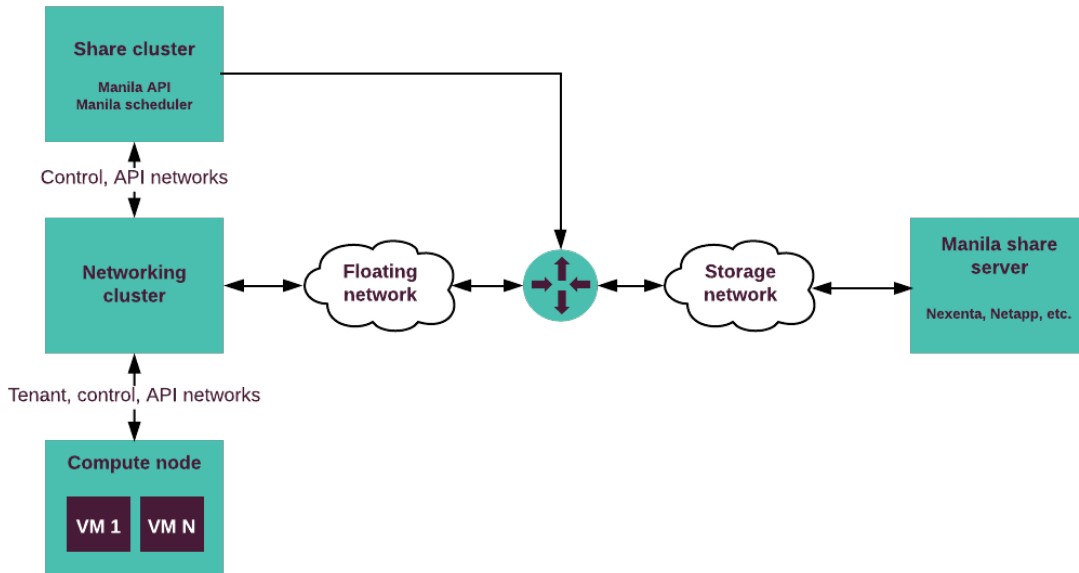 Share cluster
Manila API
Manila scheduler
Control, API networks
Networking
cluster
Floating
network
Storage
network
Manila share
server
Nexenta, Netapp, etc.
Tenant, control, API networks
Compute node
VM 1
VM N